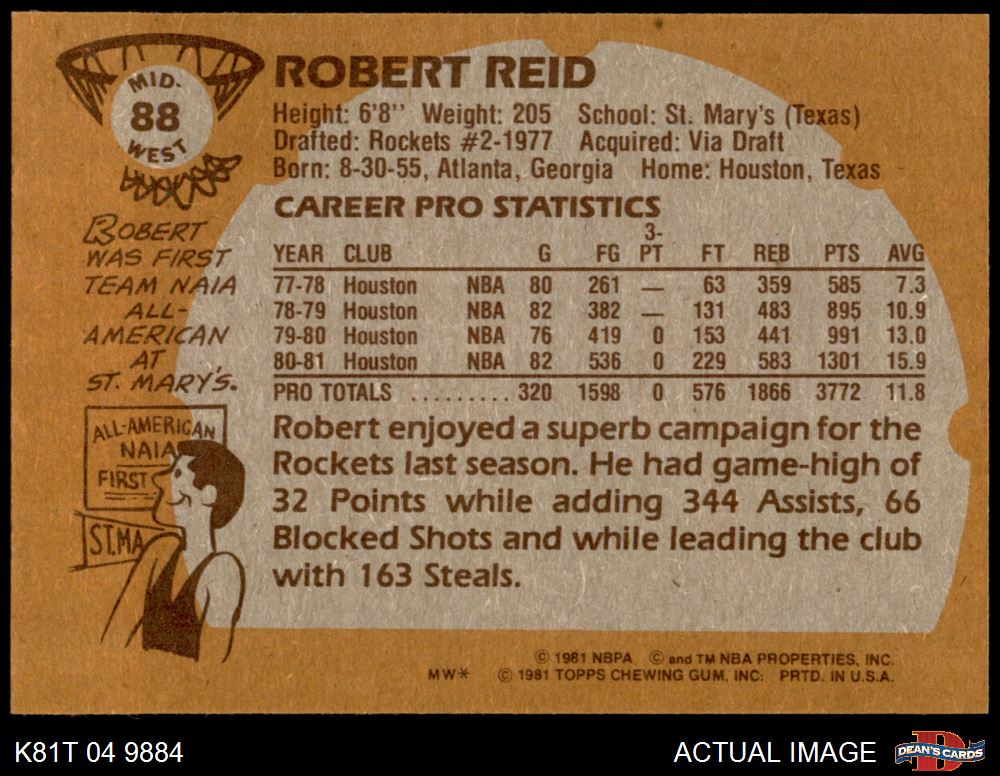 MID-
88
WEST
ROBERT REID
Height: 6'8'' Weight: 205 School: St. Mary's (Texas)
Drafted: Rockets #2-1977 Acquired: Via Draft
Born: 8-30-55, Atlanta, Georgia Home: Houston, Texas
ROBERT
WAS FIRST
TEAM NAIA
ALL-
AMERICAN
AT
ST. MARY'S.
ALL-AMERICAN
NAIA
FIRST
ST.MA
CAREER PRO STATISTICS
3-
YEAR CLUB G FG PT FT REB PTS AVG
77-78 Houston NBA 80 261 — 63 359 585 7.3
78-79 Houston NBA 82 382 — 131 483 895 10.9
79-80 Houston NBA 76 419 0 153 441 991 13.0
80-81 Houston NBA 82 536 0 229 583 1301 15.9
PRO TOTALS ......... 320 1598 0 576 1866 3772 11.8
Robert enjoyed a superb campaign for the
Rockets last season. He had game-high of
32 Points while adding 344 Assists, 66
Blocked Shots and while leading the club
with 163 Steals.
© 1981 NBPA © and TM NBA PROPERTIES, INC.
MW* © 1981 TOPPS CHEWING GUM, INC. PRTD. IN U.S.A.
K81T 04 9884
ACTUAL IMAGE
DEAN'S CARDS